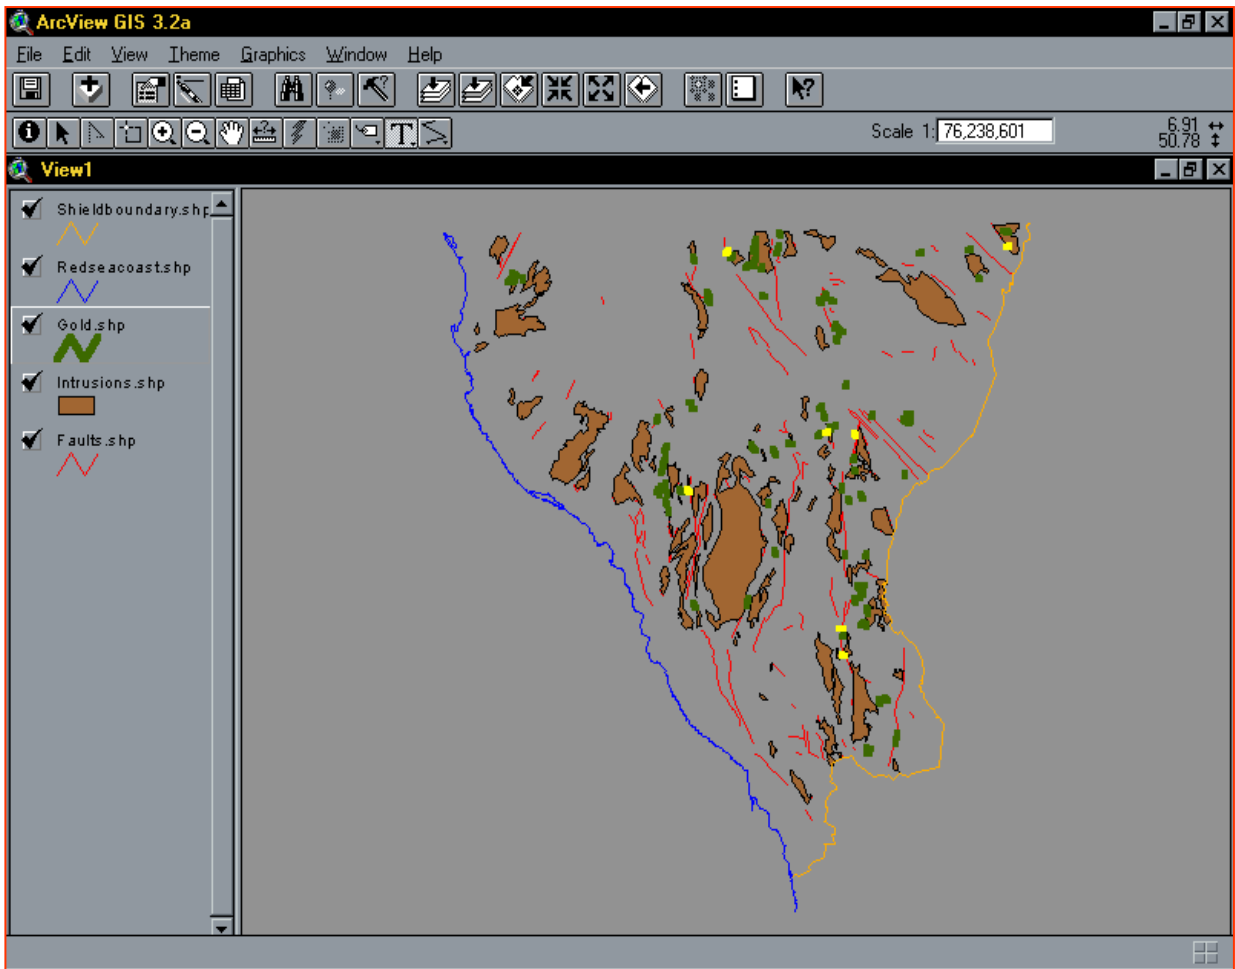 ArcView GIS 3.2a
File Edit View Theme Graphics Window Help
Scale 1: 76,238,601
6.91
50.78
View1
Shieldboundary.shp
Redseacoast.shp
Gold.shp
Intrusions.shp
Faults.shp